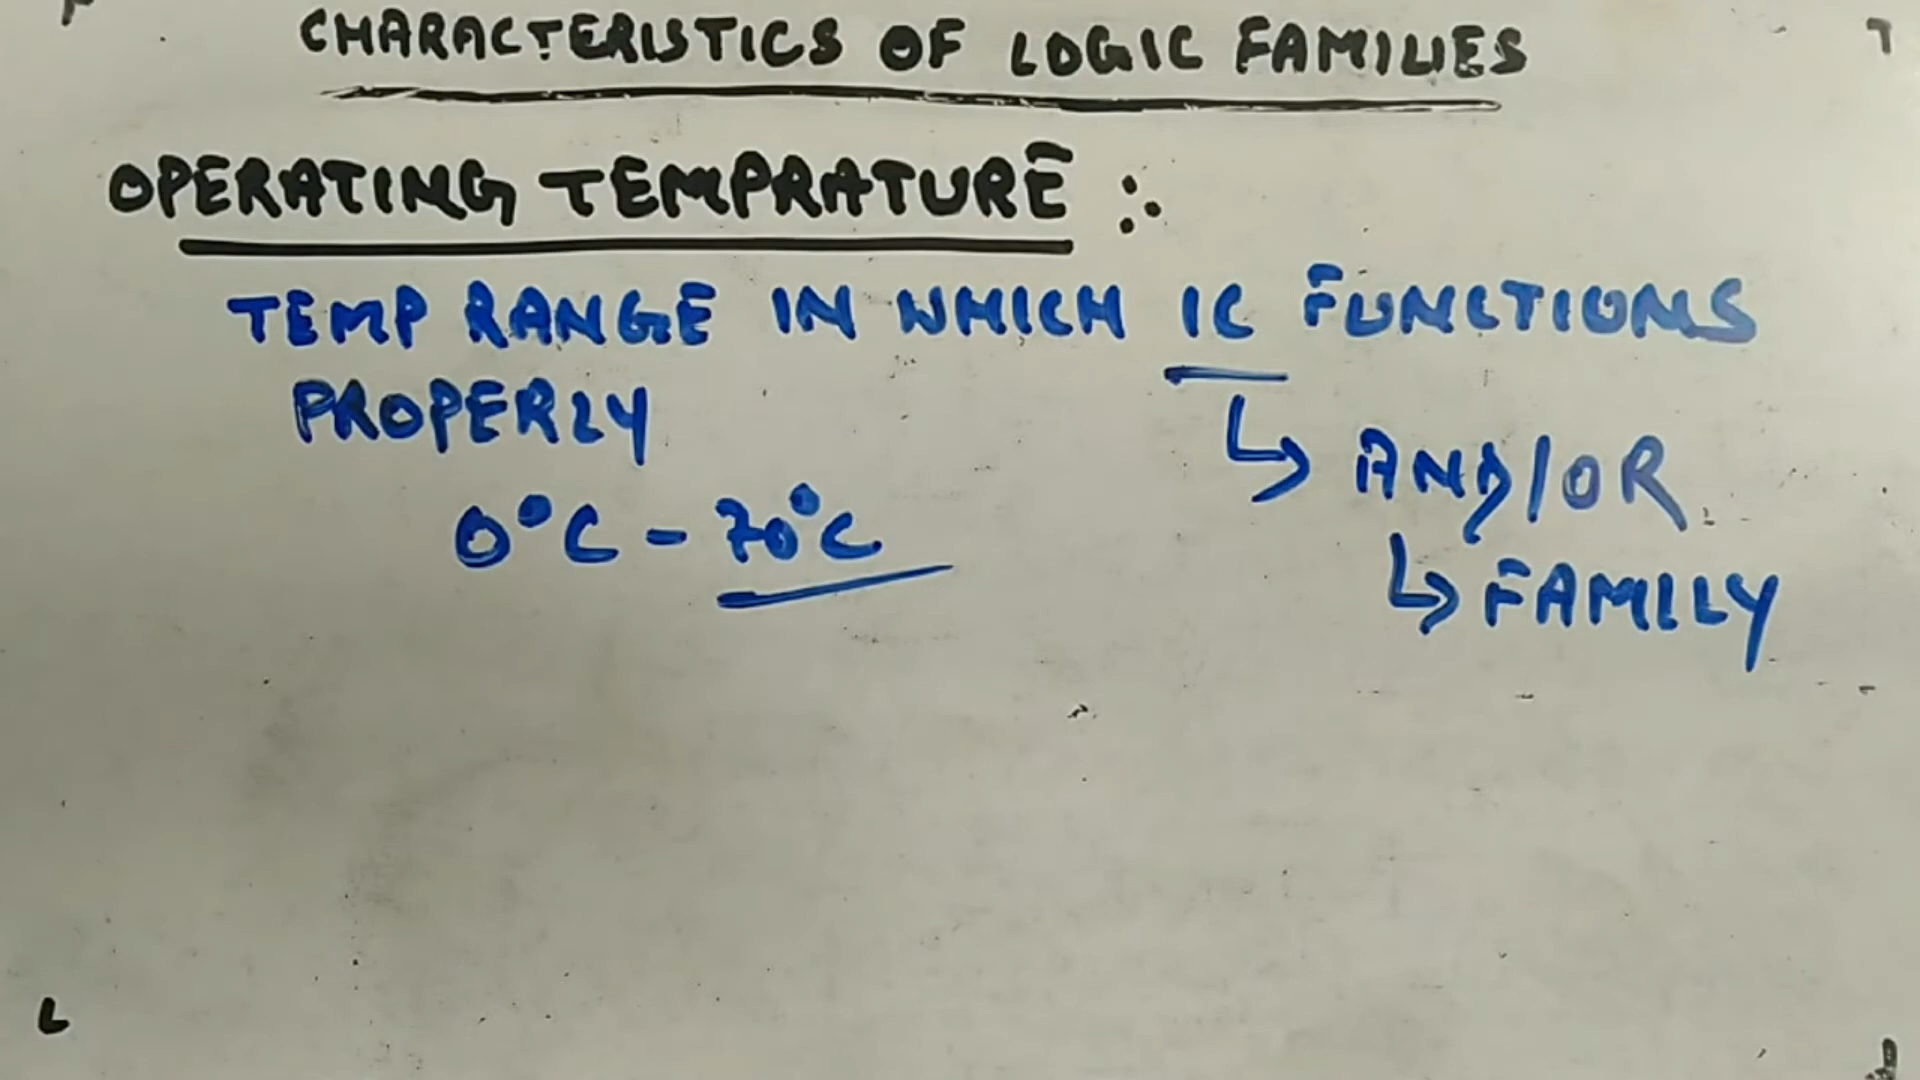 CHARACTERISTICS OF LOGIC FAMILIES
OPERATING TEMPRATURE :-
TEMP RANGE IN WHICH IC FUNCTIONS
PROPERLY
↳ AND/OR
0°C - 70°C
↳ FAMILY